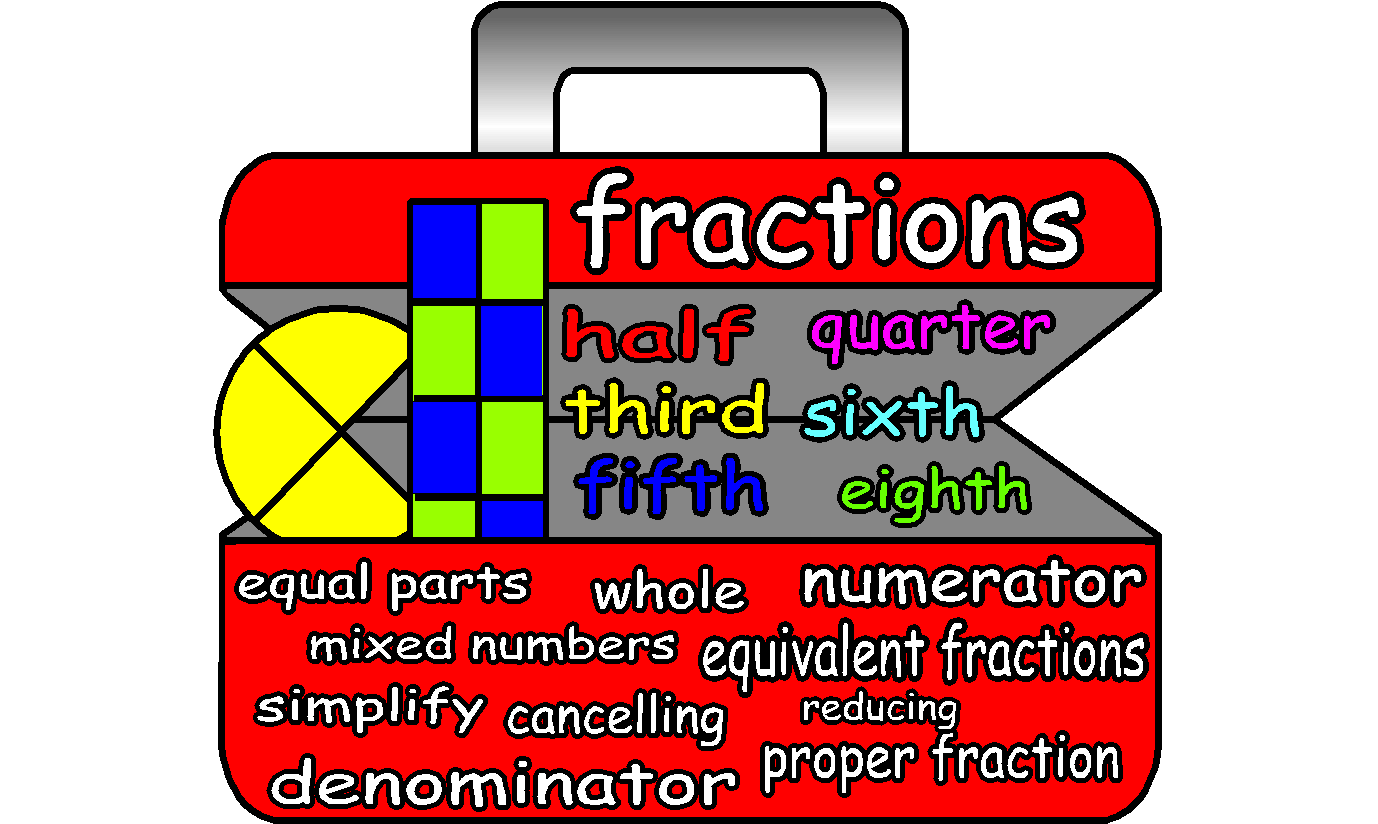 fractions
half quarter
third sixth
fifth eighth
equal parts whole numerator
mixed numbers equivalent fractions
simplify cancelling reducing
denominator proper fraction